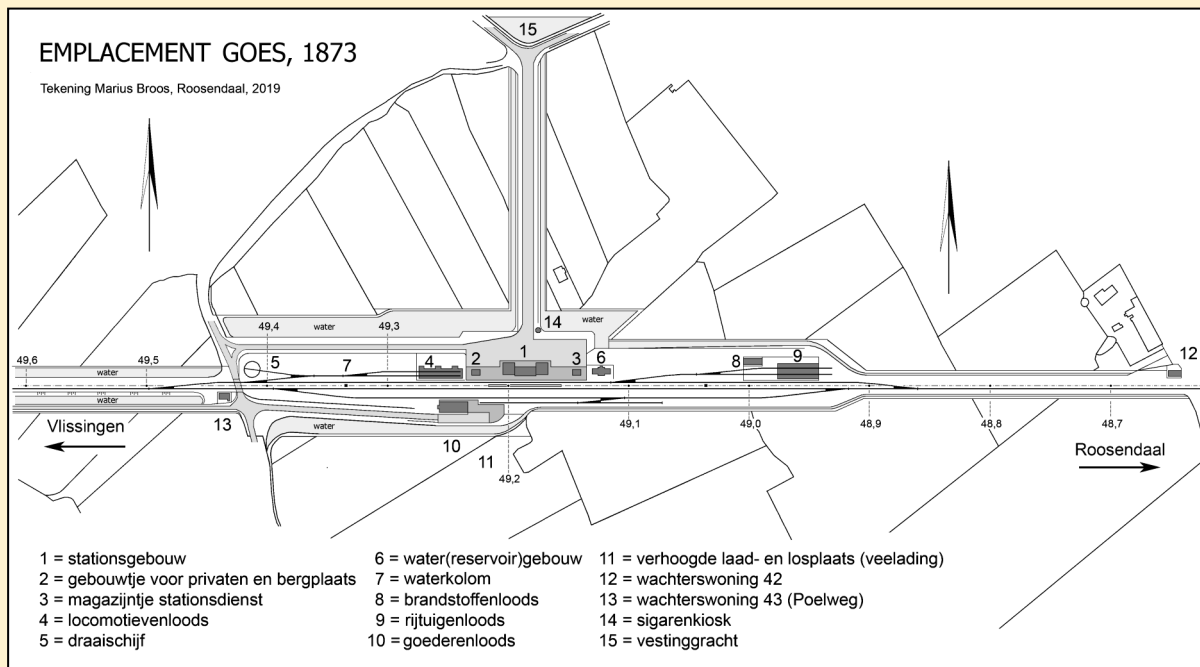 EMPLACEMENT GOES, 1873
Tekening Marius Broos, Roosendaal, 2019
15
14
water
water
49,4
49,3
49,6
49,5
water
5
7
4
2
1
3
6
8
9
12
water
13
Vlissingen
water
10
11
49,2
49,1
49,0
48,9
48,8
48,7
Roosendaal
1 = stationsgebouw
2 = gebouwtje voor privaten en bergplaats
3 = magazijntje stationsdienst
4 = locomotievenloods
5 = draaischijf
6 = water(reservoir)gebouw
7 = waterkolom
8 = brandstoffenloods
9 = rijtuigenloods
10 = goederenloods
11 = verhoogde laad- en losplaats (veelading)
12 = wachterswoning 42
13 = wachterswoning 43 (Poelweg)
14 = sigarenkiosk
15 = vestinggracht